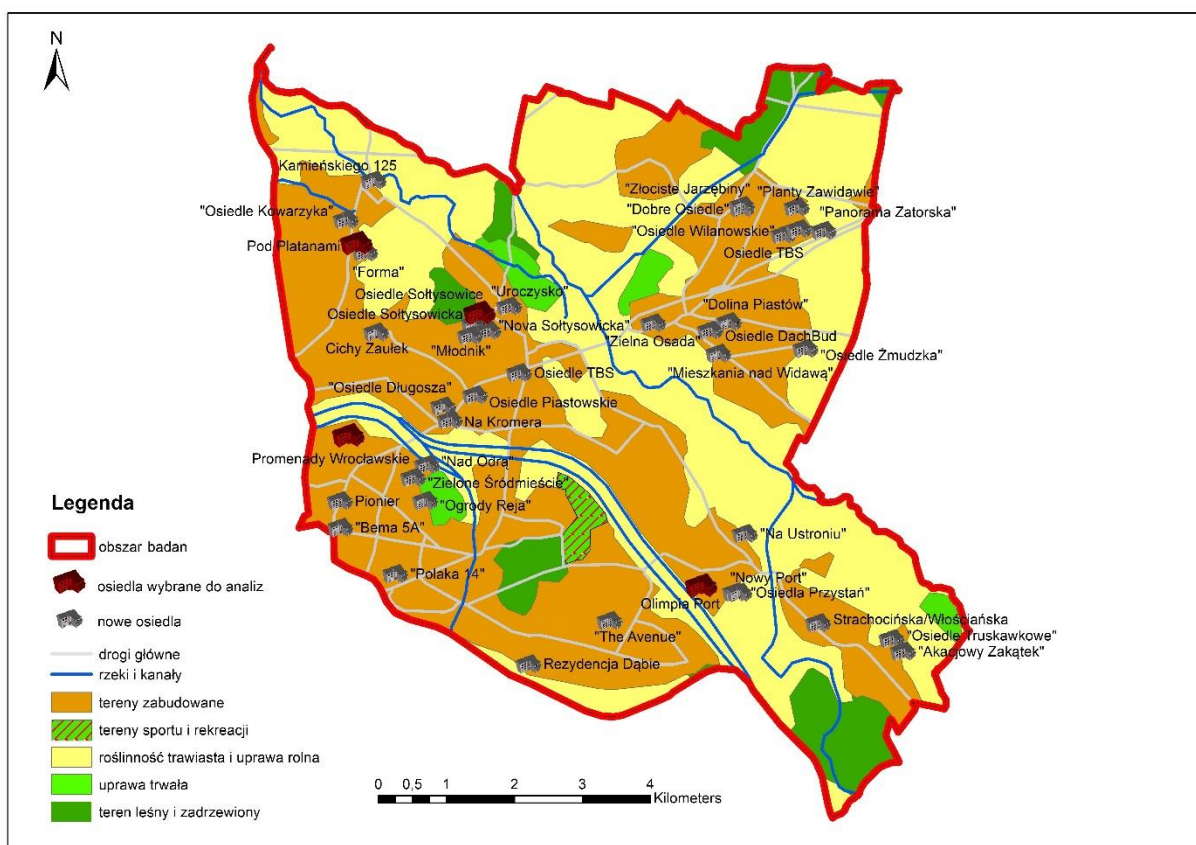 N
Kamieńskiego 125
"Osiedle Kowarzyka"
Pod Platanami
"Forma"
"Złociste Jarzębiny"
"Planty Zawidawie"
"Dobre Osiedle"
"Panorama Zatorska"
"Osiedle Wilanowskie"
Osiedle TBS
Osiedle Sołtysowice
"Uroczysko"
Osiedle Sołtysowicka
"Nova Sołtysowicka"
"Dolina Piastów"
Cichy Zaułek
"Młodnik"
"Zielna Osada"
Osiedle DachBud
"Osiedle Żmudzka"
"Mieszkania nad Widawą"
Osiedle TBS
"Osiedle Długosza"
Osiedle Piastowskie
Na Kromera
Promenady Wrocławskie
"Nad Odrą"
"Zielone Śródmieście"
Pionier
"Ogrody Reja"
"Bema 5A"
"Na Ustroniu"
"Polaka 14"
"Nowy Port"
"Osiedla Przystań"
Olimpia Port
Strachocińska/Włościańska
"The Avenue"
"Osiedle Truskawkowe"
"Akacjowy Zakątek"
Rezydencja Dąbie
Legenda
obszar badan
osiedla wybrane do analiz
nowe osiedla
drogi główne
rzeki i kanały
tereny zabudowane
tereny sportu i rekreacji
roślinność trawiasta i uprawa rolna
uprawa trwała
teren leśny i zadrzewiony
0 0,5 1 2 3 4
Kilometers